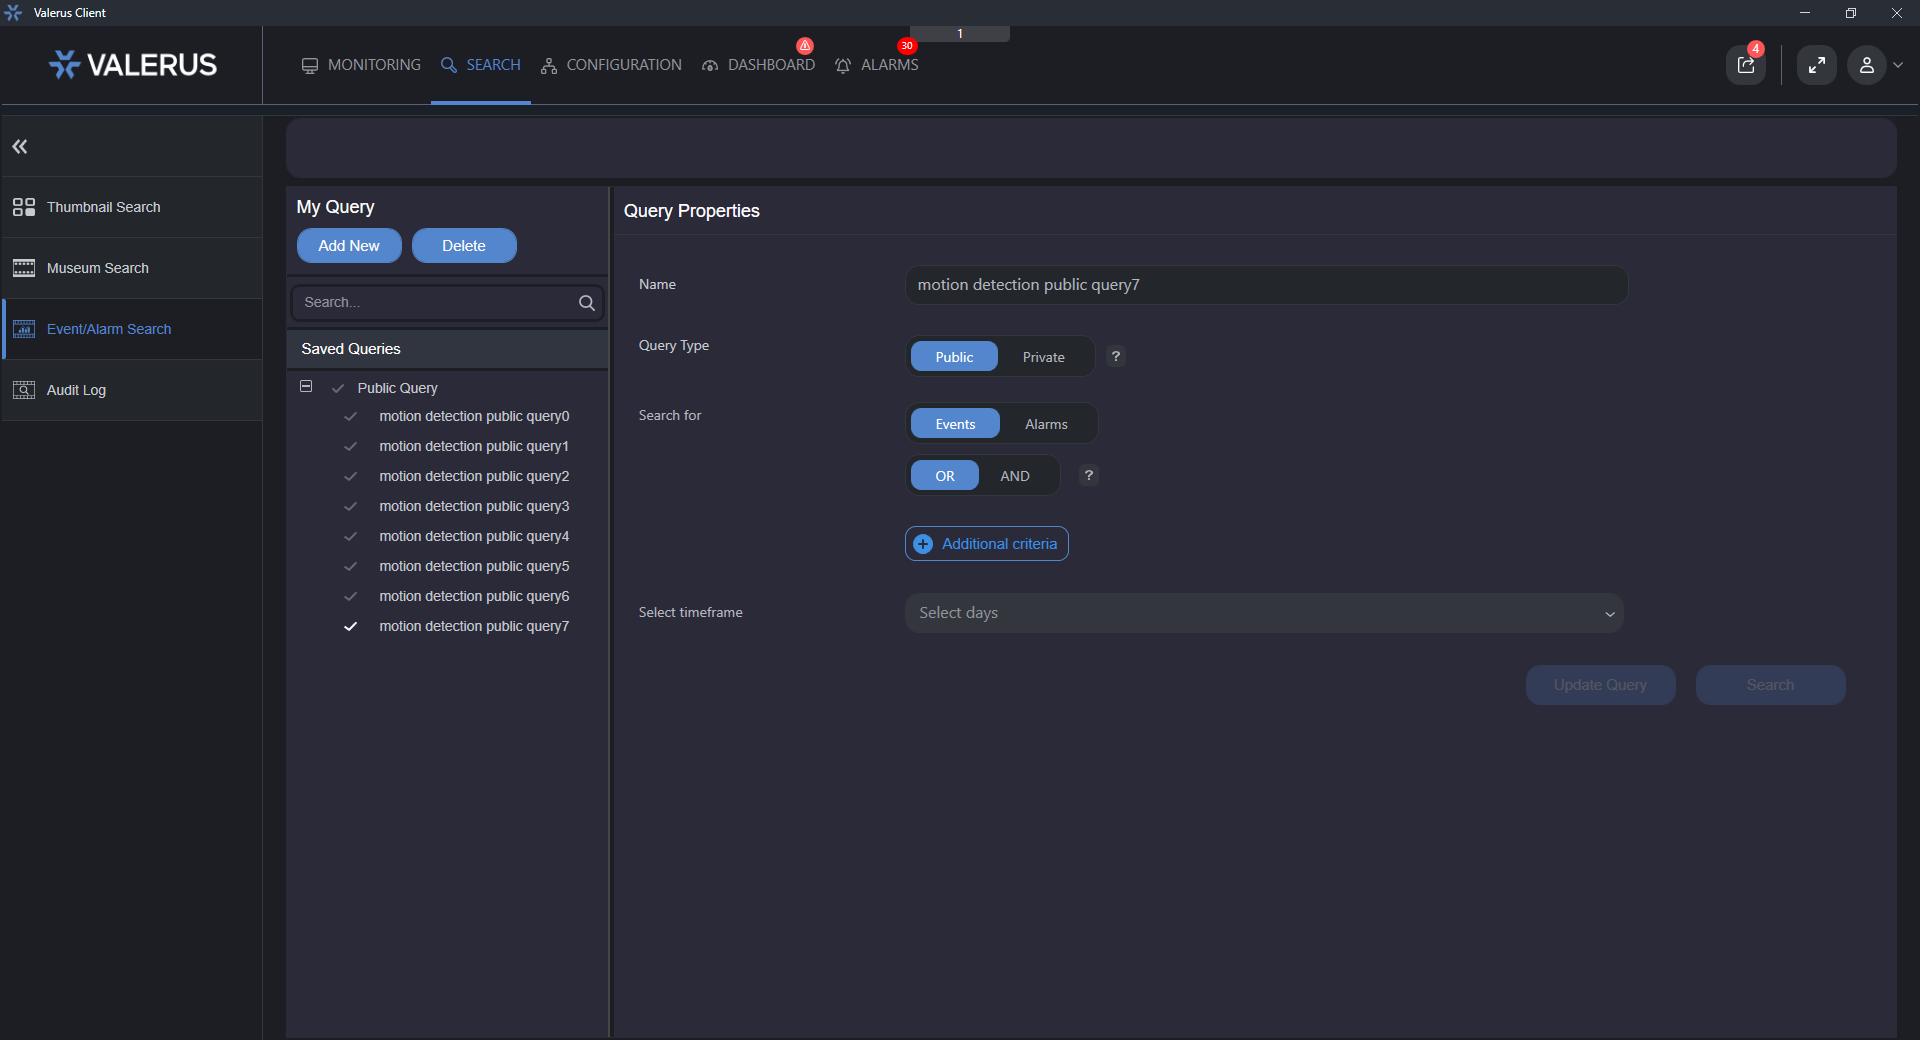 Valerus Client
1
VALERUS
MONITORING
SEARCH
CONFIGURATION
DASHBOARD
30
ALARMS
4
Thumbnail Search
Museum Search
Event/Alarm Search
Audit Log
My Query
Add New
Delete
Search...
Saved Queries
Public Query
motion detection public query0
motion detection public query1
motion detection public query2
motion detection public query3
motion detection public query4
motion detection public query5
motion detection public query6
motion detection public query7
Query Properties
Name
motion detection public query7
Query Type
Public
Private
?
Search for
Events
Alarms
OR
AND
?
Additional criteria
Select timeframe
Select days
Update Query
Search